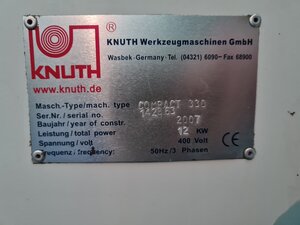 ®
KNUTH Werkzeugmaschinen GmbH
Wasbek - Germany - Tel. (04321) 6090 – Fax 68900
KNUTH
www.knuth.de
Masch.-Type/mach. type COMPACT 330
Ser.Nr./ serial no.
Baujahr/ year of constr. 2007
Leistung/ total power 12 KW
Spannung/ volt 400 Volt
Frequenz./ frequency: 50Hz/3 Phasen